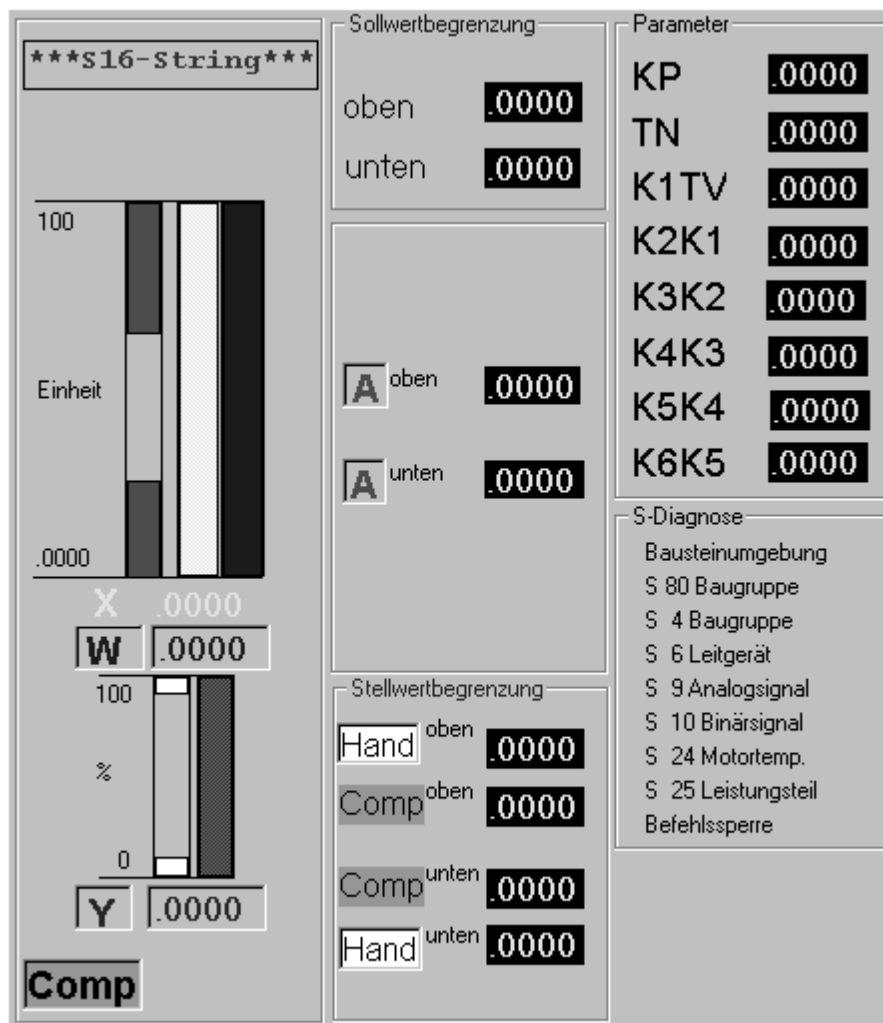 ***S16-String***
100
Einheit
.0000
X .0000
W .0000
100
%
0
Y .0000
Comp
Sollwertbegrenzung
oben .0000
unten .0000
A oben .0000
A unten .0000
Stellwertbegrenzung
Hand oben .0000
Comp oben .0000
Comp unten .0000
Hand unten .0000
Parameter
KP .0000
TN .0000
K1TV .0000
K2K1 .0000
K3K2 .0000
K4K3 .0000
K5K4 .0000
K6K5 .0000
S-Diagnose
Bausteinumgebung
S 80 Baugruppe
S 4 Baugruppe
S 6 Leitgerät
S 9 Analogsignal
S 10 Binärsignal
S 24 Motortemp.
S 25 Leistungsteil
Befehlssperre